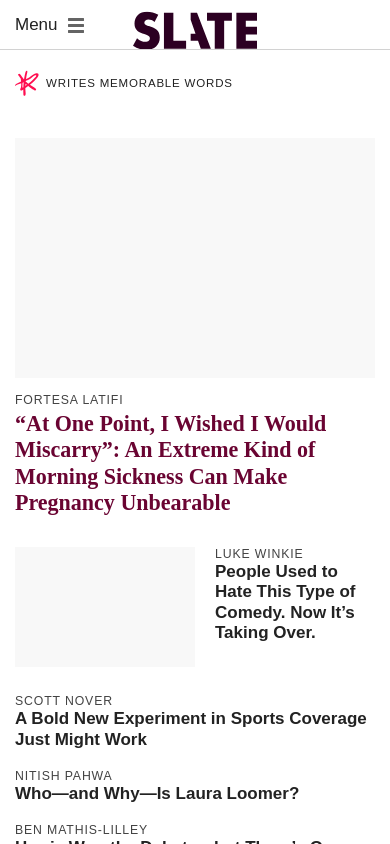 Menu
SLATE
WRITES MEMORABLE WORDS
FORTESA LATIFI
“At One Point, I Wished I Would
Miscarry”: An Extreme Kind of
Morning Sickness Can Make
Pregnancy Unbearable
LUKE WINKIE
People Used to
Hate This Type of
Comedy. Now It’s
Taking Over.
SCOTT NOVER
A Bold New Experiment in Sports Coverage
Just Might Work
NITISH PAHWA
Who—and Why—Is Laura Loomer?
BEN MATHIS-LILLEY